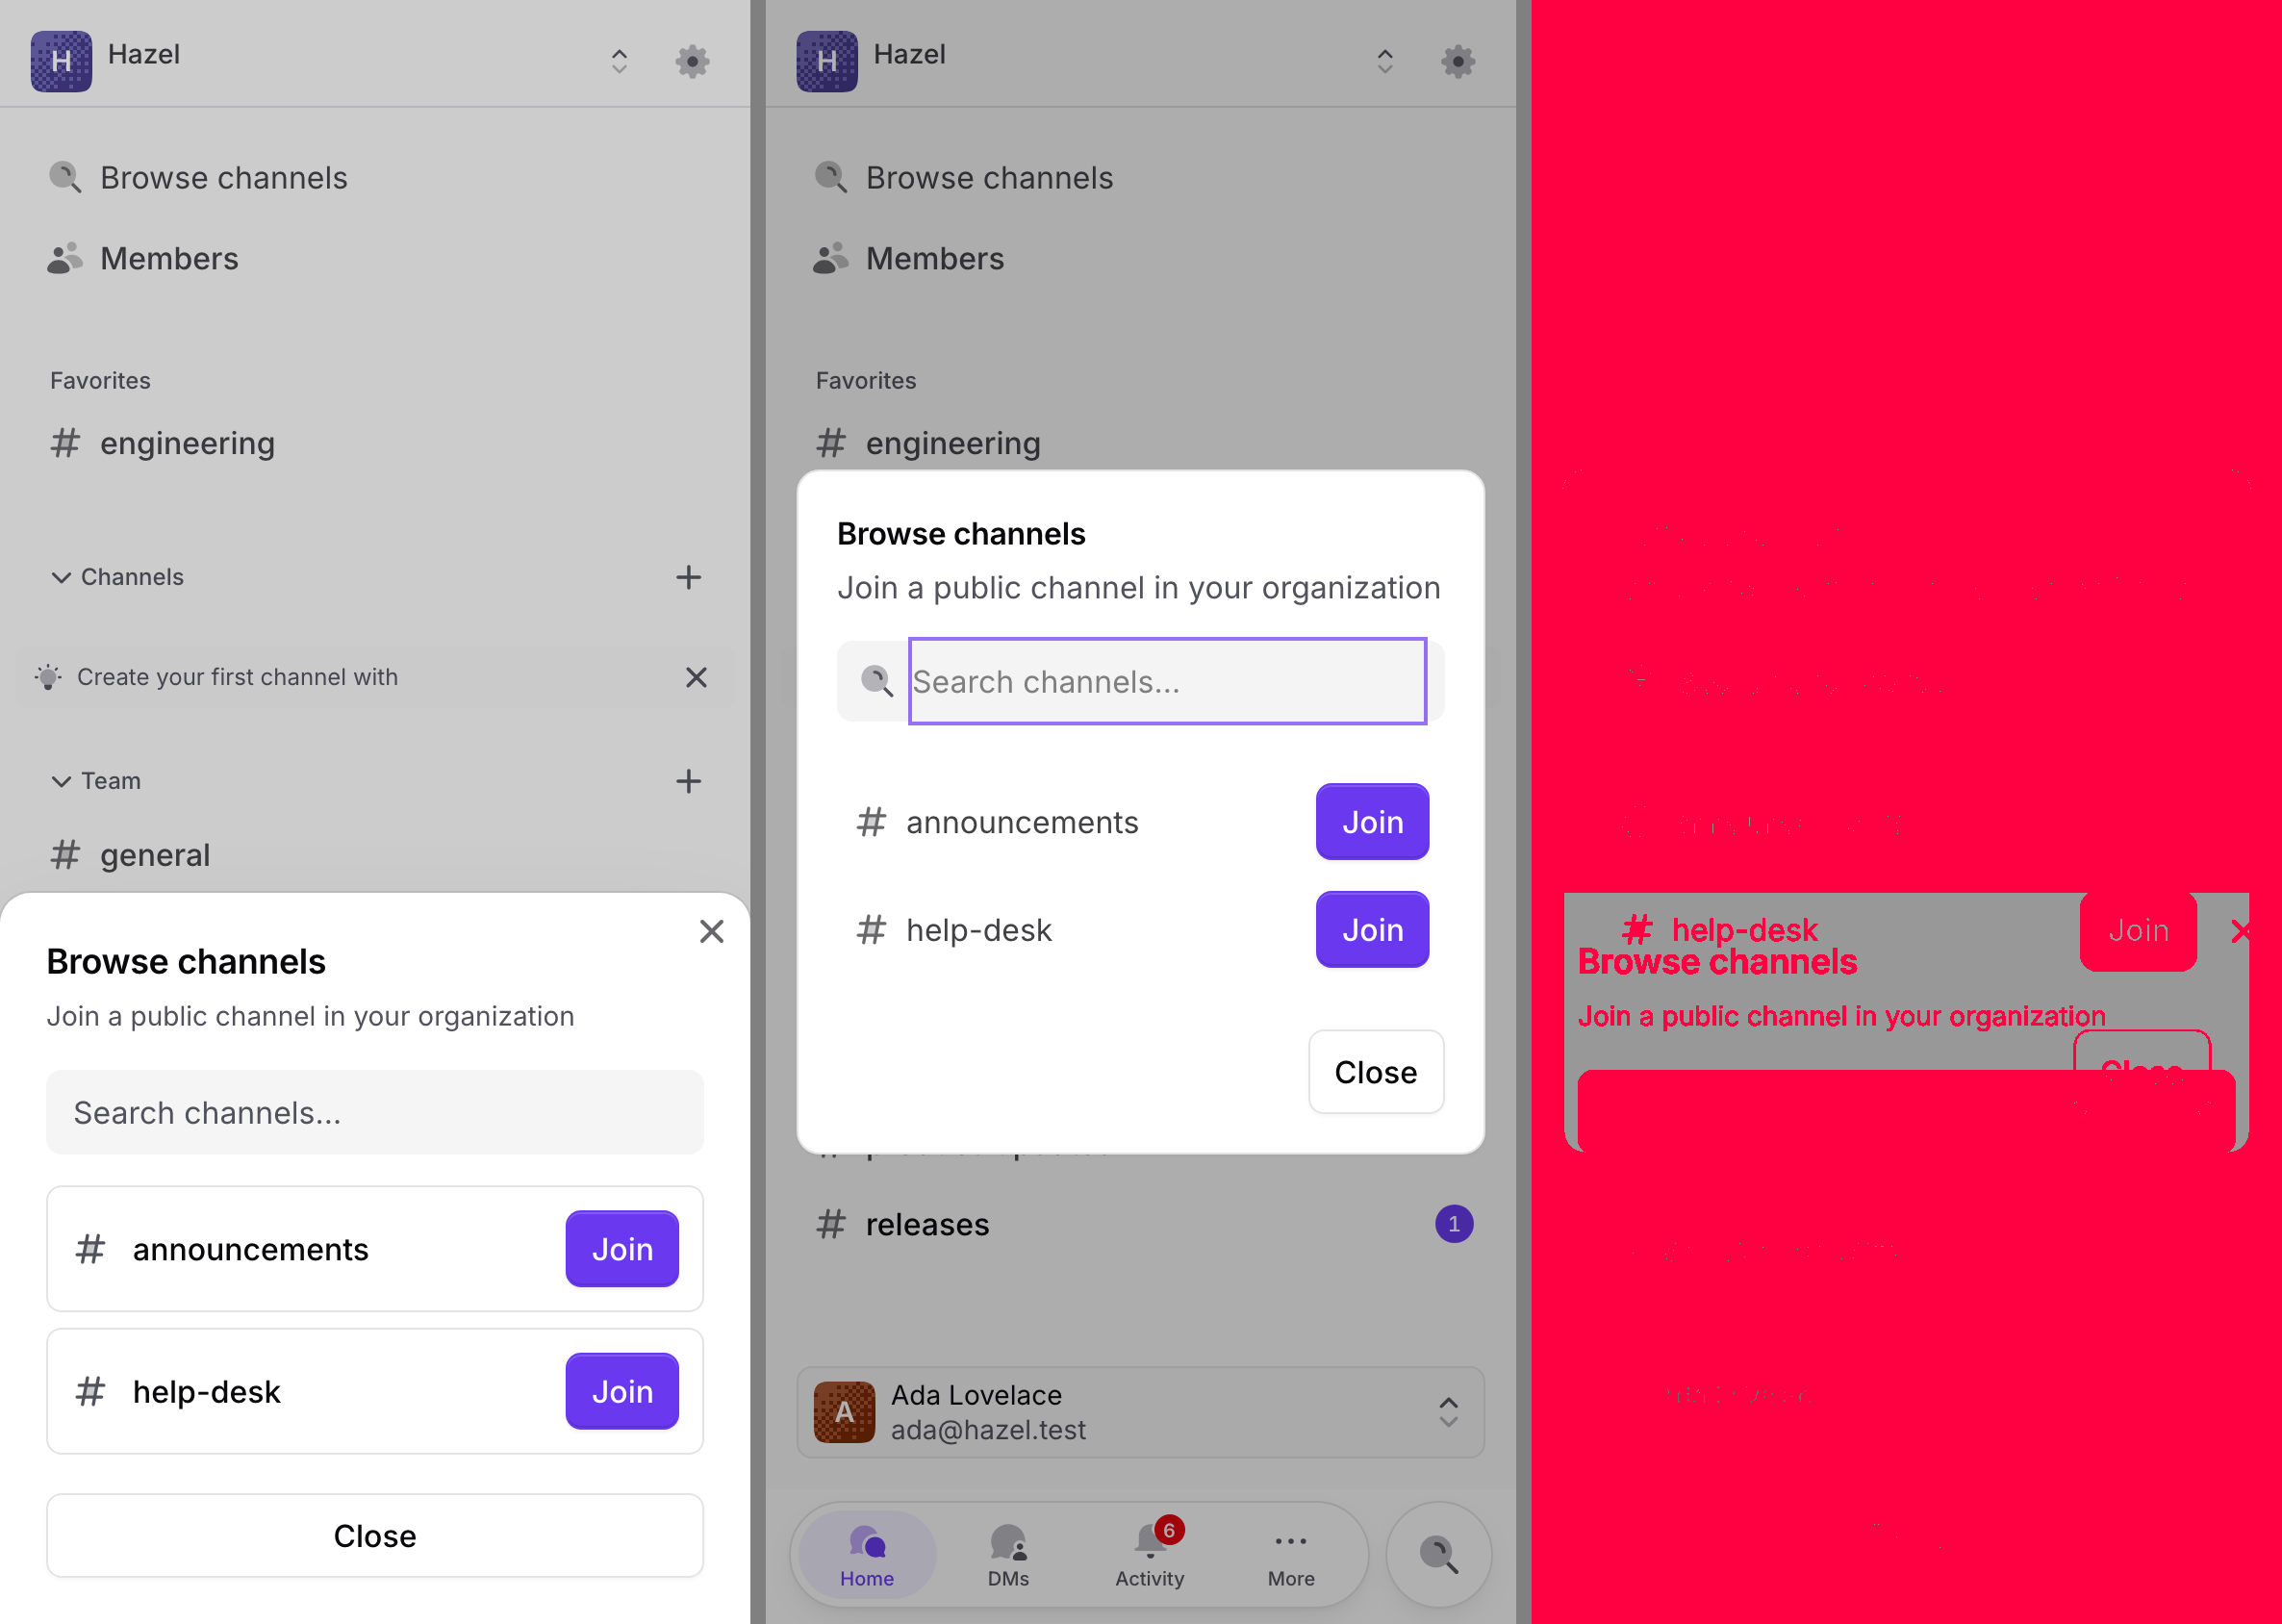 H
Hazel
Browse channels
Members
Favorites
# engineering
Channels
Create your first channel with
Team
# general
Browse channels
Join a public channel in your organization
Search channels...
# announcements
Join
# help-desk
Join
Close
H
Hazel
Browse channels
Members
Favorites
# engineering
Browse channels
Join a public channel in your organization
Search channels...
# announcements
Join
# help-desk
Join
Close
# releases
1
A
Ada Lovelace
ada@hazel.test
Home
DMs
6
Activity
More
# help-desk
Join
Browse channels
Join a public channel in your organization